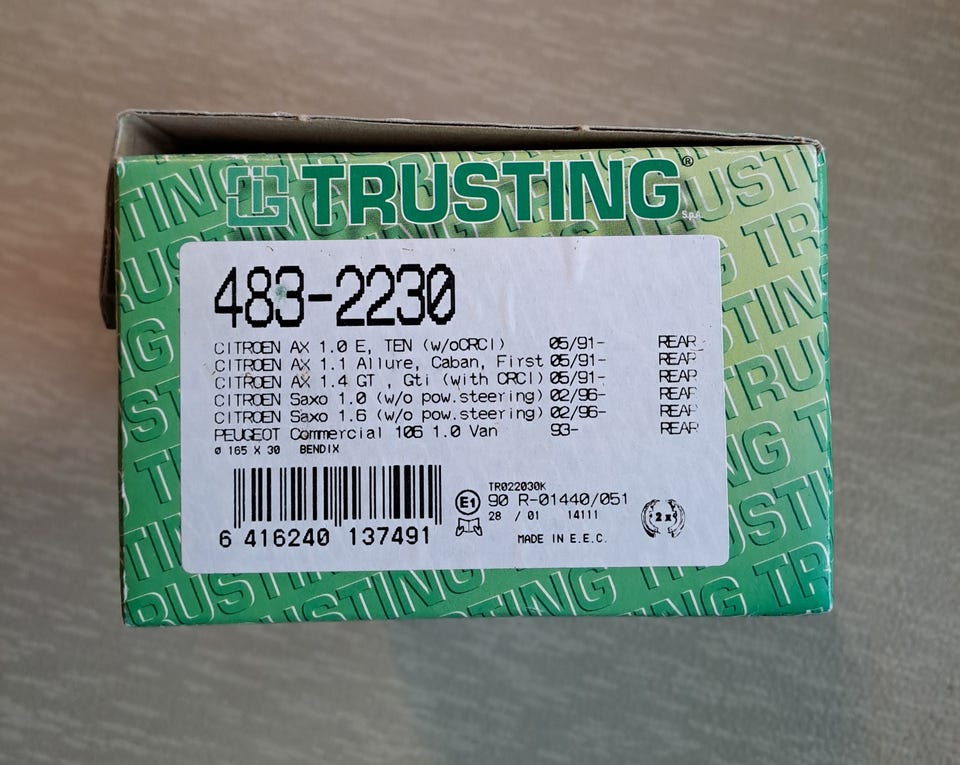 TRUSTING®
S.p.A.
483-2230
CITROEN AX 1.0 E, TEN (w/oCRCI) 05/91- REAR
CITROEN AX 1.1 Allure, Caban, First 05/91- REAR
CITROEN AX 1.4 GT , Gti (with CRCI) 05/91- REAR
CITROEN Saxo 1.0 (w/o pow.steering) 02/96- REAR
CITROEN Saxo 1.6 (w/o pow.steering) 02/96- REAR
PEUGEOT Commercial 106 1.0 Van 93- REAR
ø 165 X 30 BENDIX
TR022030K
E1 90 R-01440/051
28 / 01 14111
2x
6 416240 137491
MADE IN E.E.C.